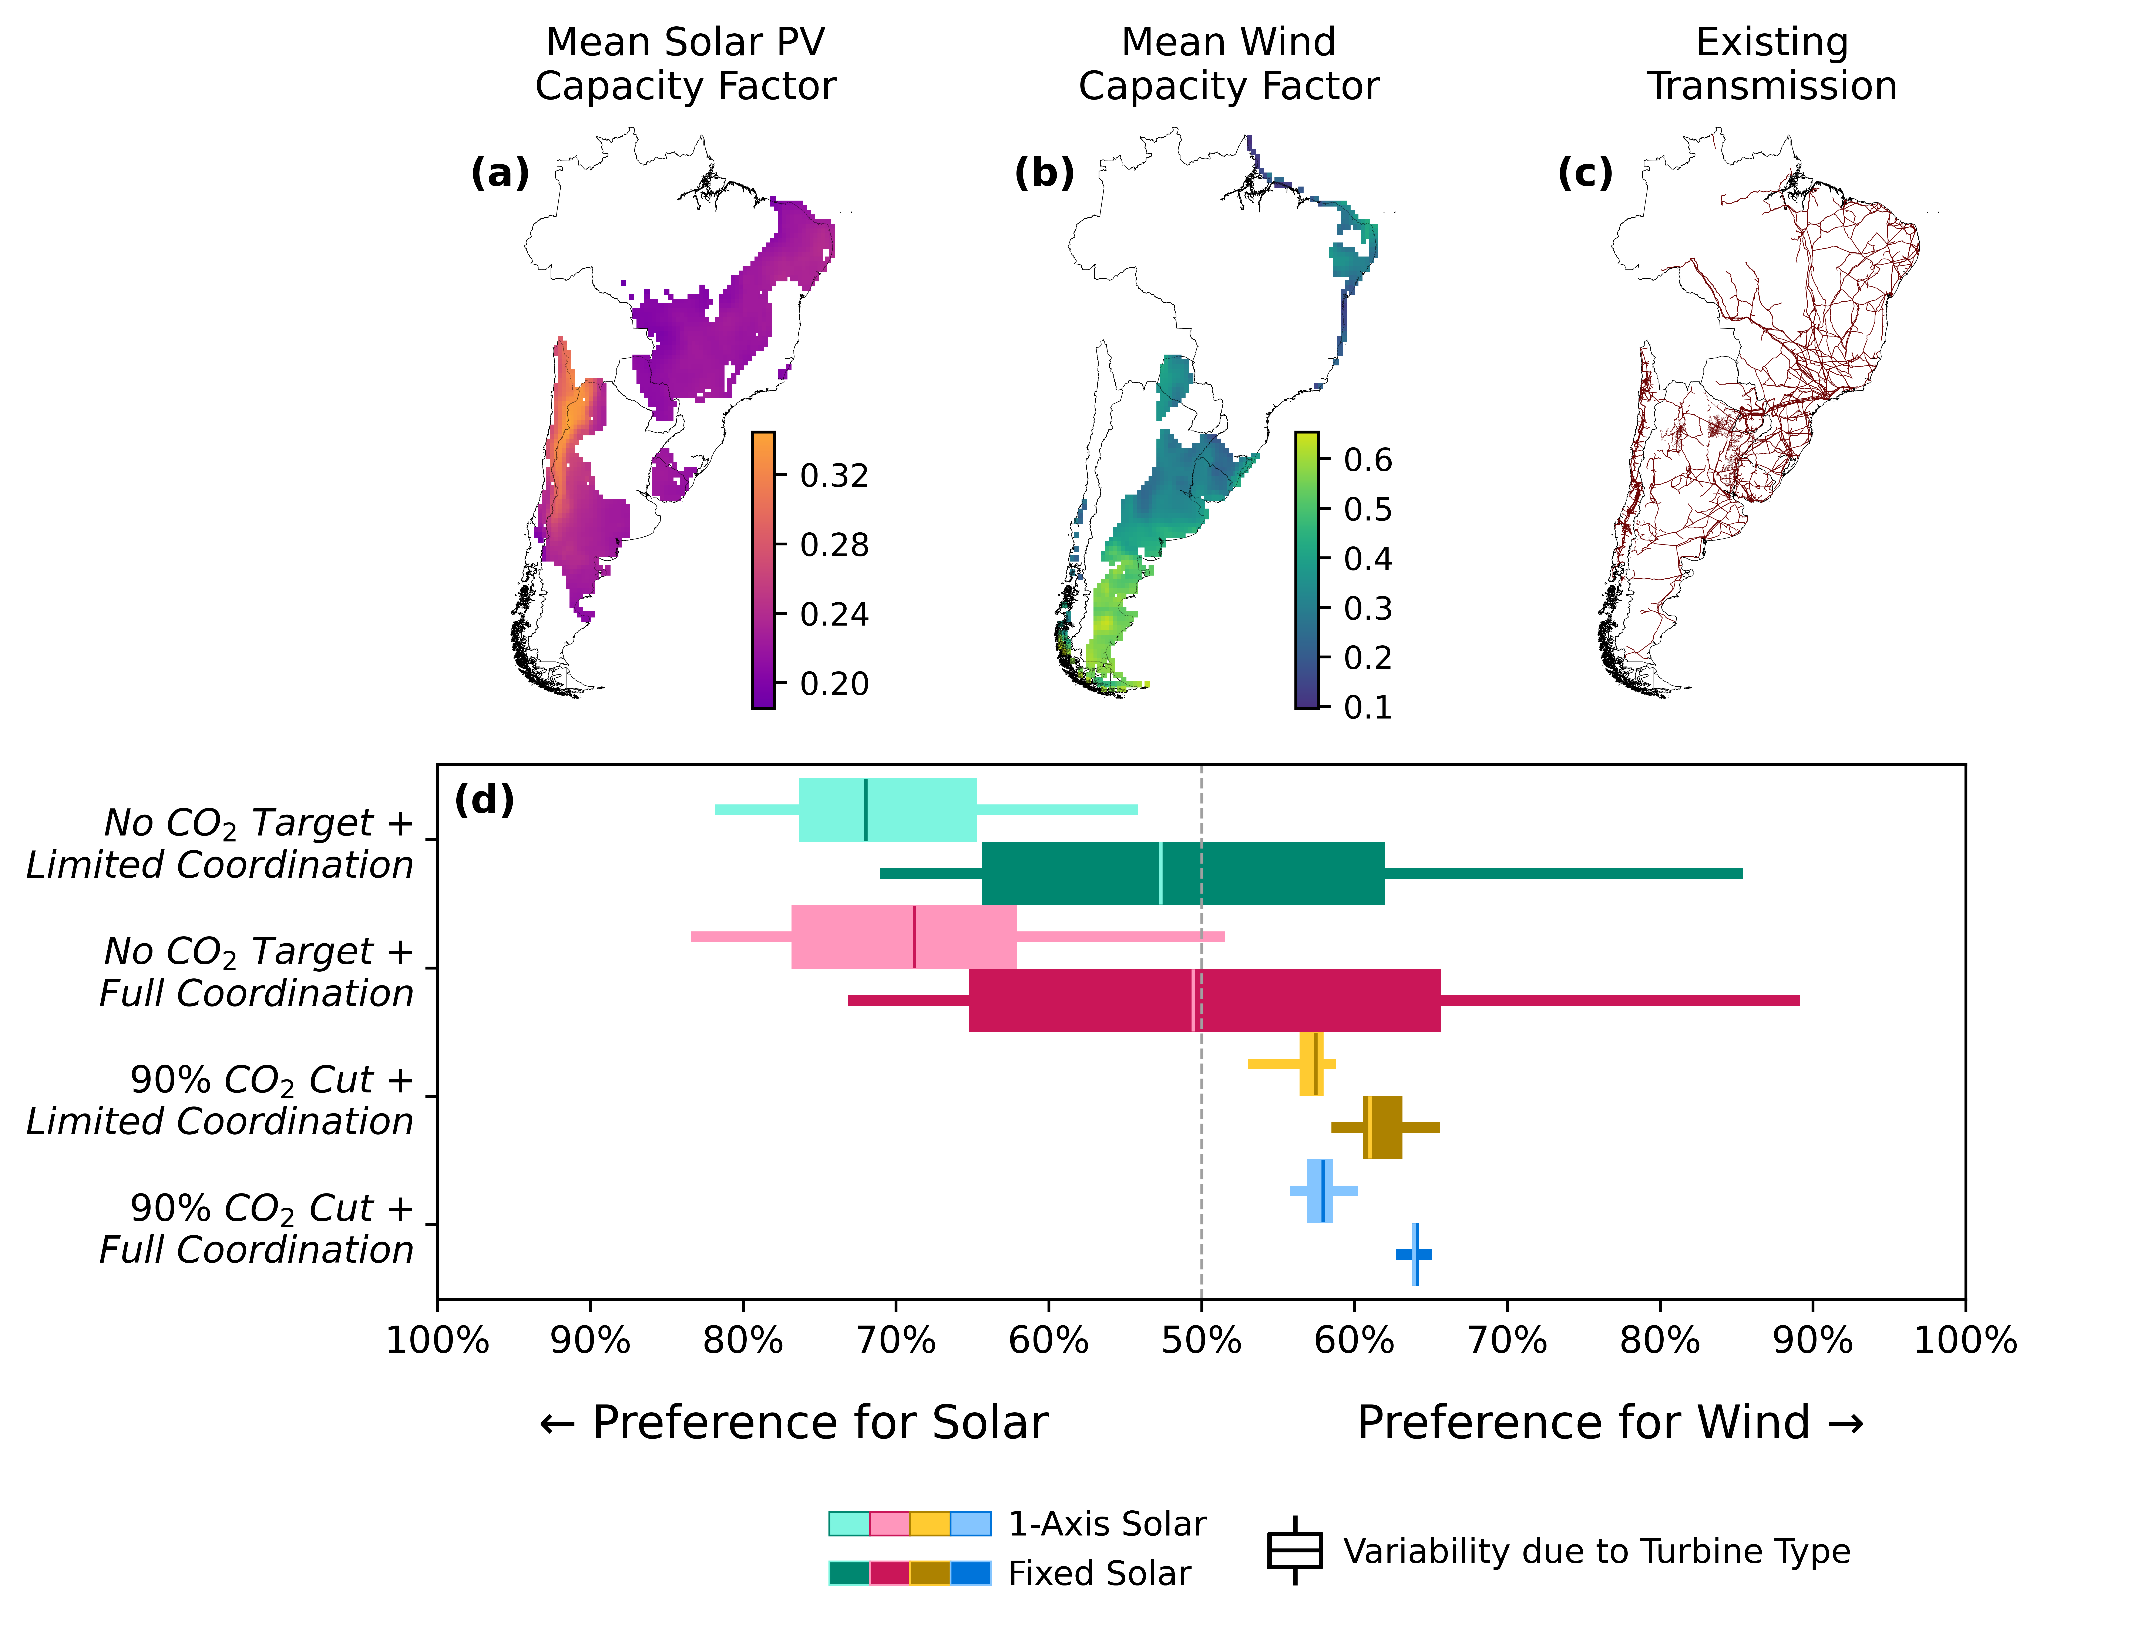 Mean Solar PV
Capacity Factor
Mean Wind
Capacity Factor
Existing
Transmission
(a)
(b)
(c)
0.32
0.28
0.24
0.20
0.6
0.5
0.4
0.3
0.2
0.1
(d)
No CO₂ Target +
Limited Coordination
No CO₂ Target +
Full Coordination
90% CO₂ Cut +
Limited Coordination
90% CO₂ Cut +
Full Coordination
100% 90% 80% 70% 60% 50% 60% 70% 80% 90% 100%
← Preference for Solar
Preference for Wind →
1-Axis Solar
Fixed Solar
Variability due to Turbine Type